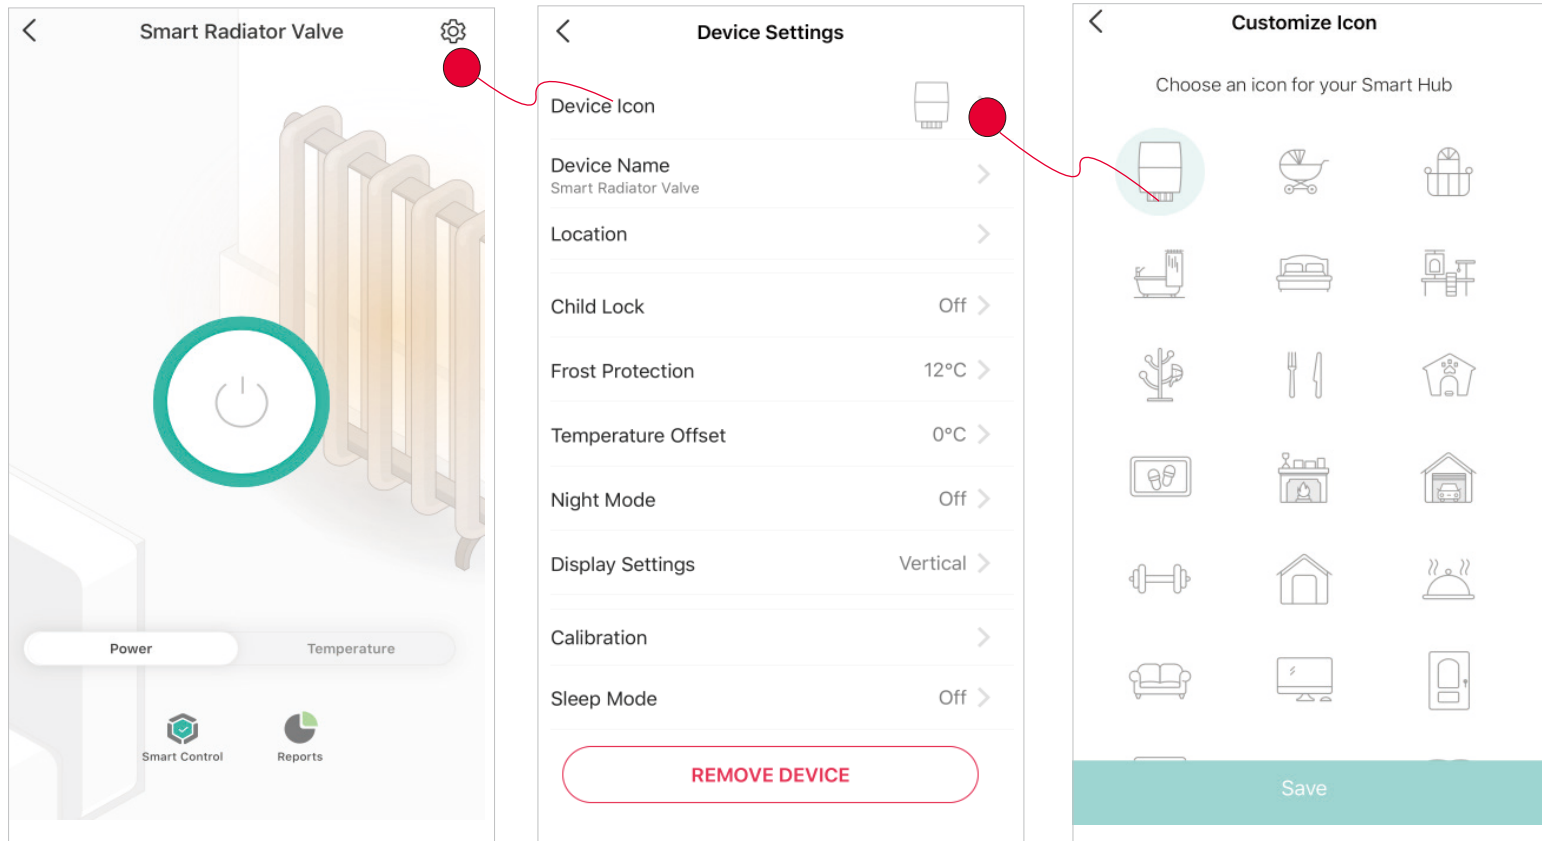 Smart Radiator Valve
Power
Temperature
Smart Control
Reports
Device Settings
Device Icon
Device Name
Smart Radiator Valve
Location
Child Lock Off
Frost Protection 12°C
Temperature Offset 0°C
Night Mode Off
Display Settings Vertical
Calibration
Sleep Mode Off
REMOVE DEVICE
Customize Icon
Choose an icon for your Smart Hub
Save